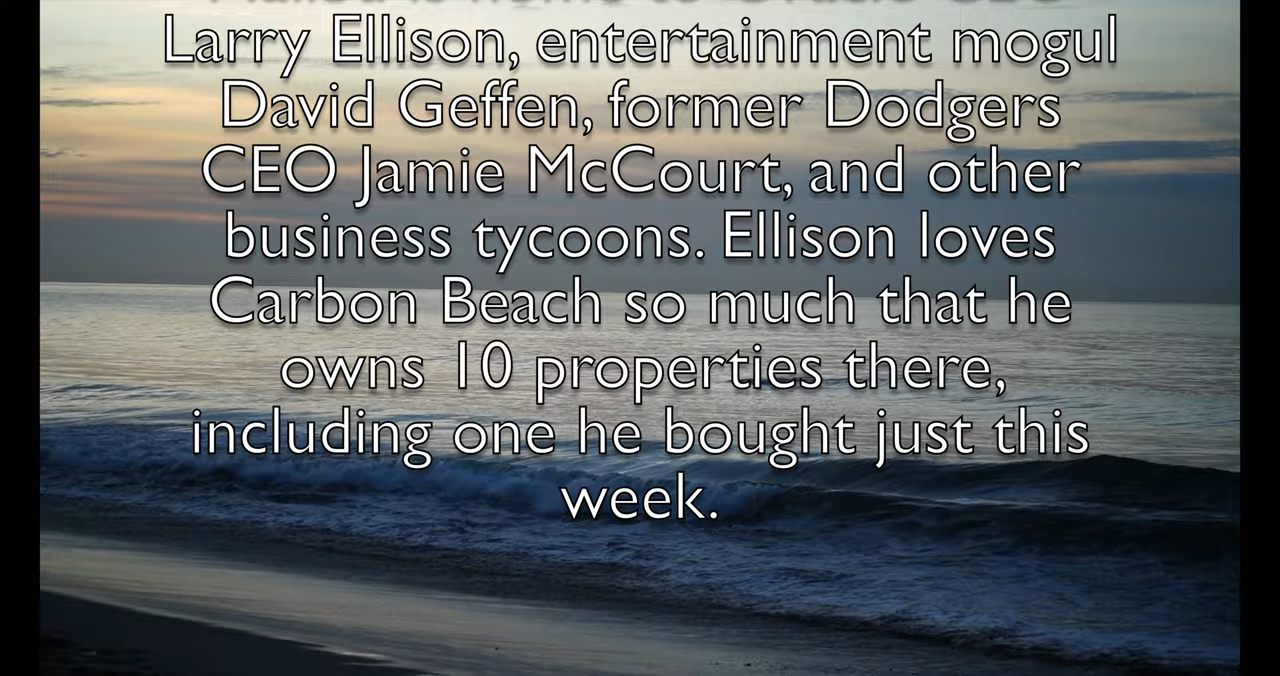 Larry Ellison, entertainment mogul
David Geffen, former Dodgers
CEO Jamie McCourt, and other
business tycoons. Ellison loves
Carbon Beach so much that he
owns 10 properties there,
including one he bought just this
week.